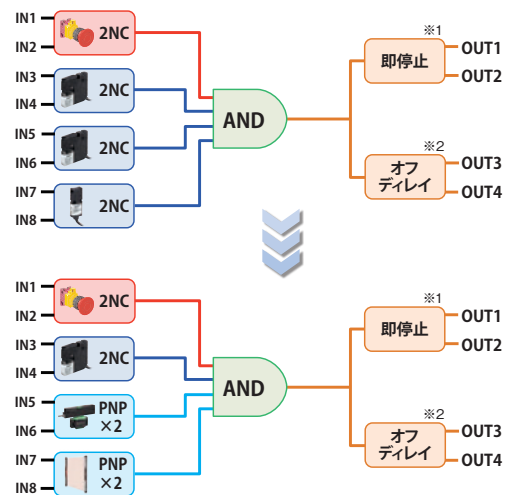 IN1
IN2
2NC
IN3
IN4
2NC
IN5
IN6
2NC
IN7
IN8
2NC
AND
※1
即停止
OUT1
OUT2
※2
オフ
ディレイ
OUT3
OUT4
IN1
IN2
2NC
IN3
IN4
2NC
IN5
IN6
PNP
×2
IN7
IN8
PNP
×2
AND
※1
即停止
OUT1
OUT2
※2
オフ
ディレイ
OUT3
OUT4